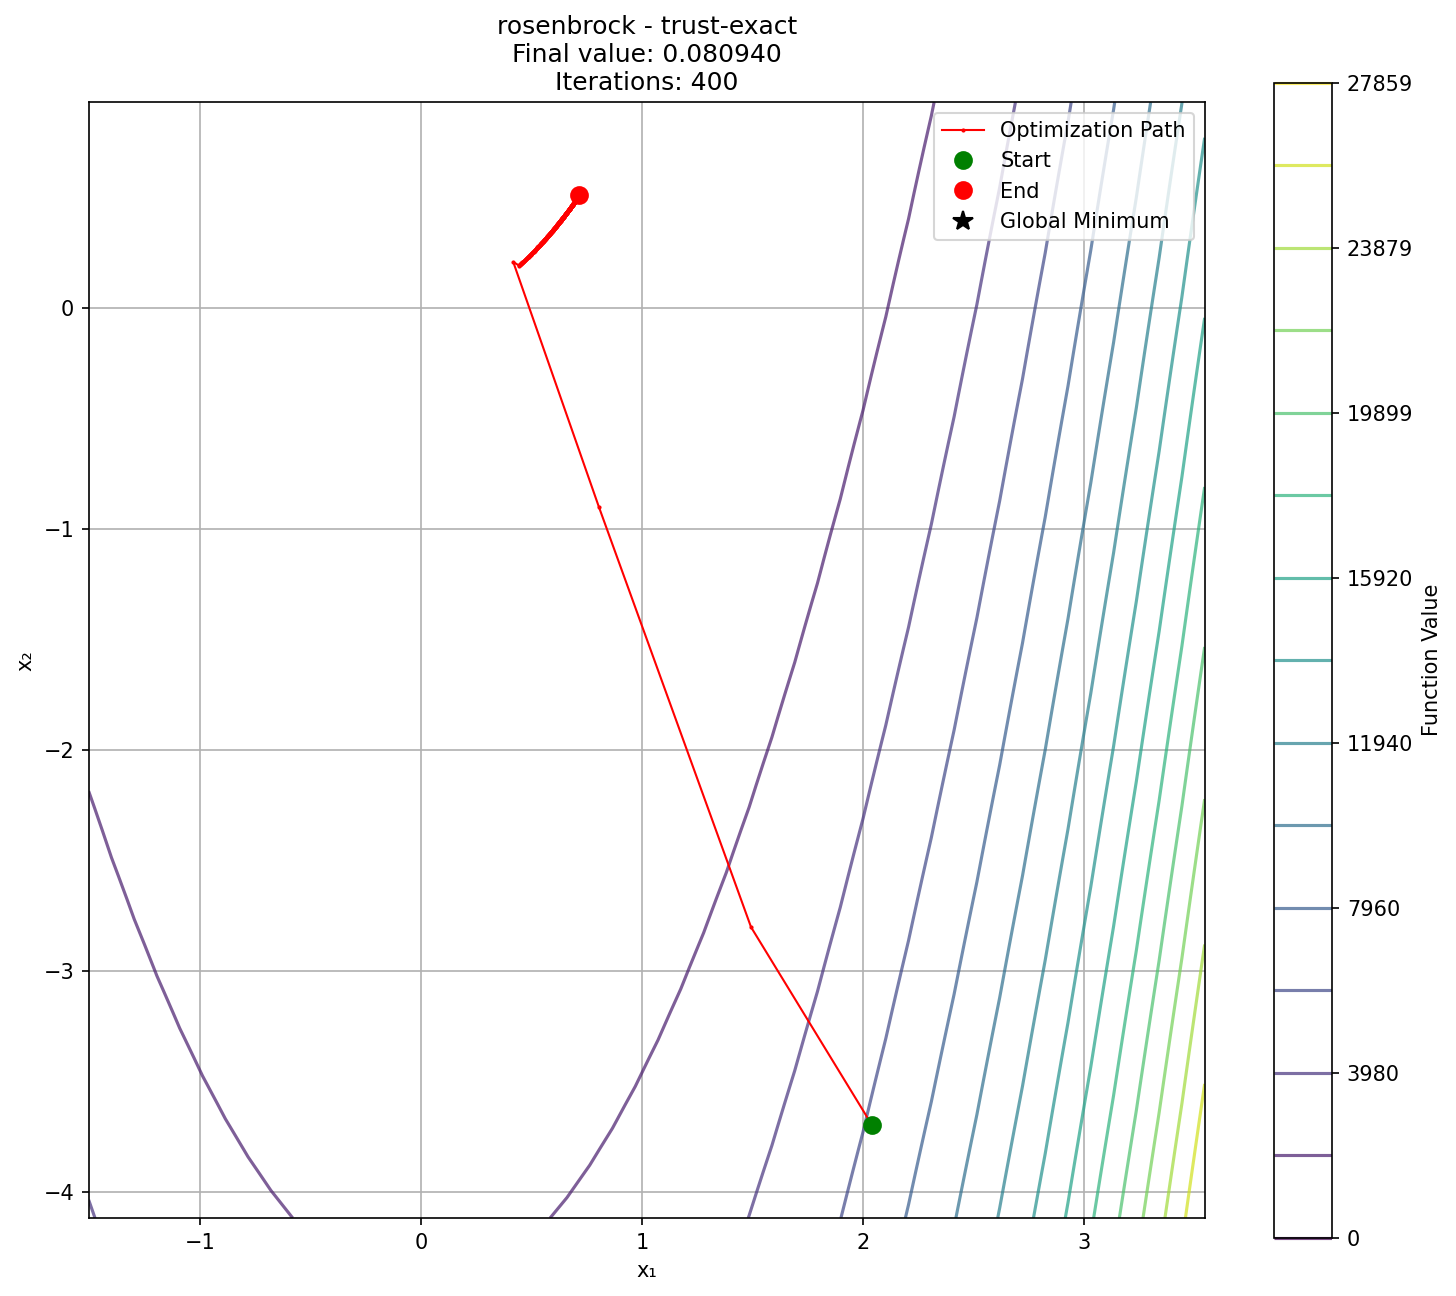 rosenbrock - trust-exact
Final value: 0.080940
Iterations: 400
Optimization Path
Start
End
Global Minimum
0
−1
−2
−3
−4
x₂
−1
0
1
2
3
x₁
27859
23879
19899
15920
11940
7960
3980
0
Function Value